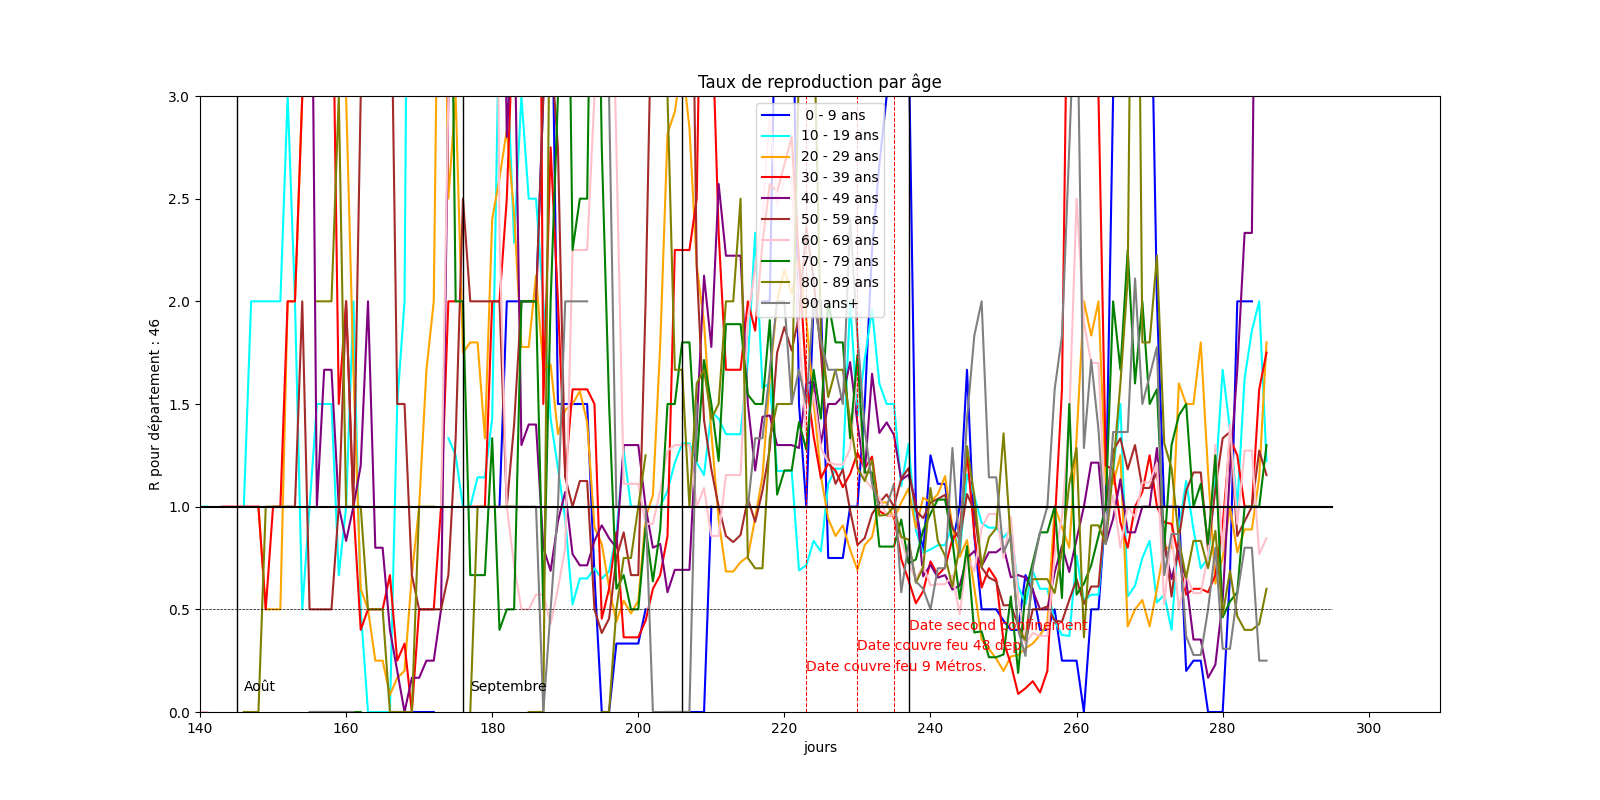 Taux de reproduction par âge
3.0
2.5
2.0
1.5
1.0
0.5
0.0
R pour département : 46
0 - 9 ans
10 - 19 ans
20 - 29 ans
30 - 39 ans
40 - 49 ans
50 - 59 ans
60 - 69 ans
70 - 79 ans
80 - 89 ans
90 ans+
Date second confinement
Date couvre feu 48 dep
Date couvre feu 9 Métros.
Août
Septembre
140
160
180
200
220
240
260
280
300
jours